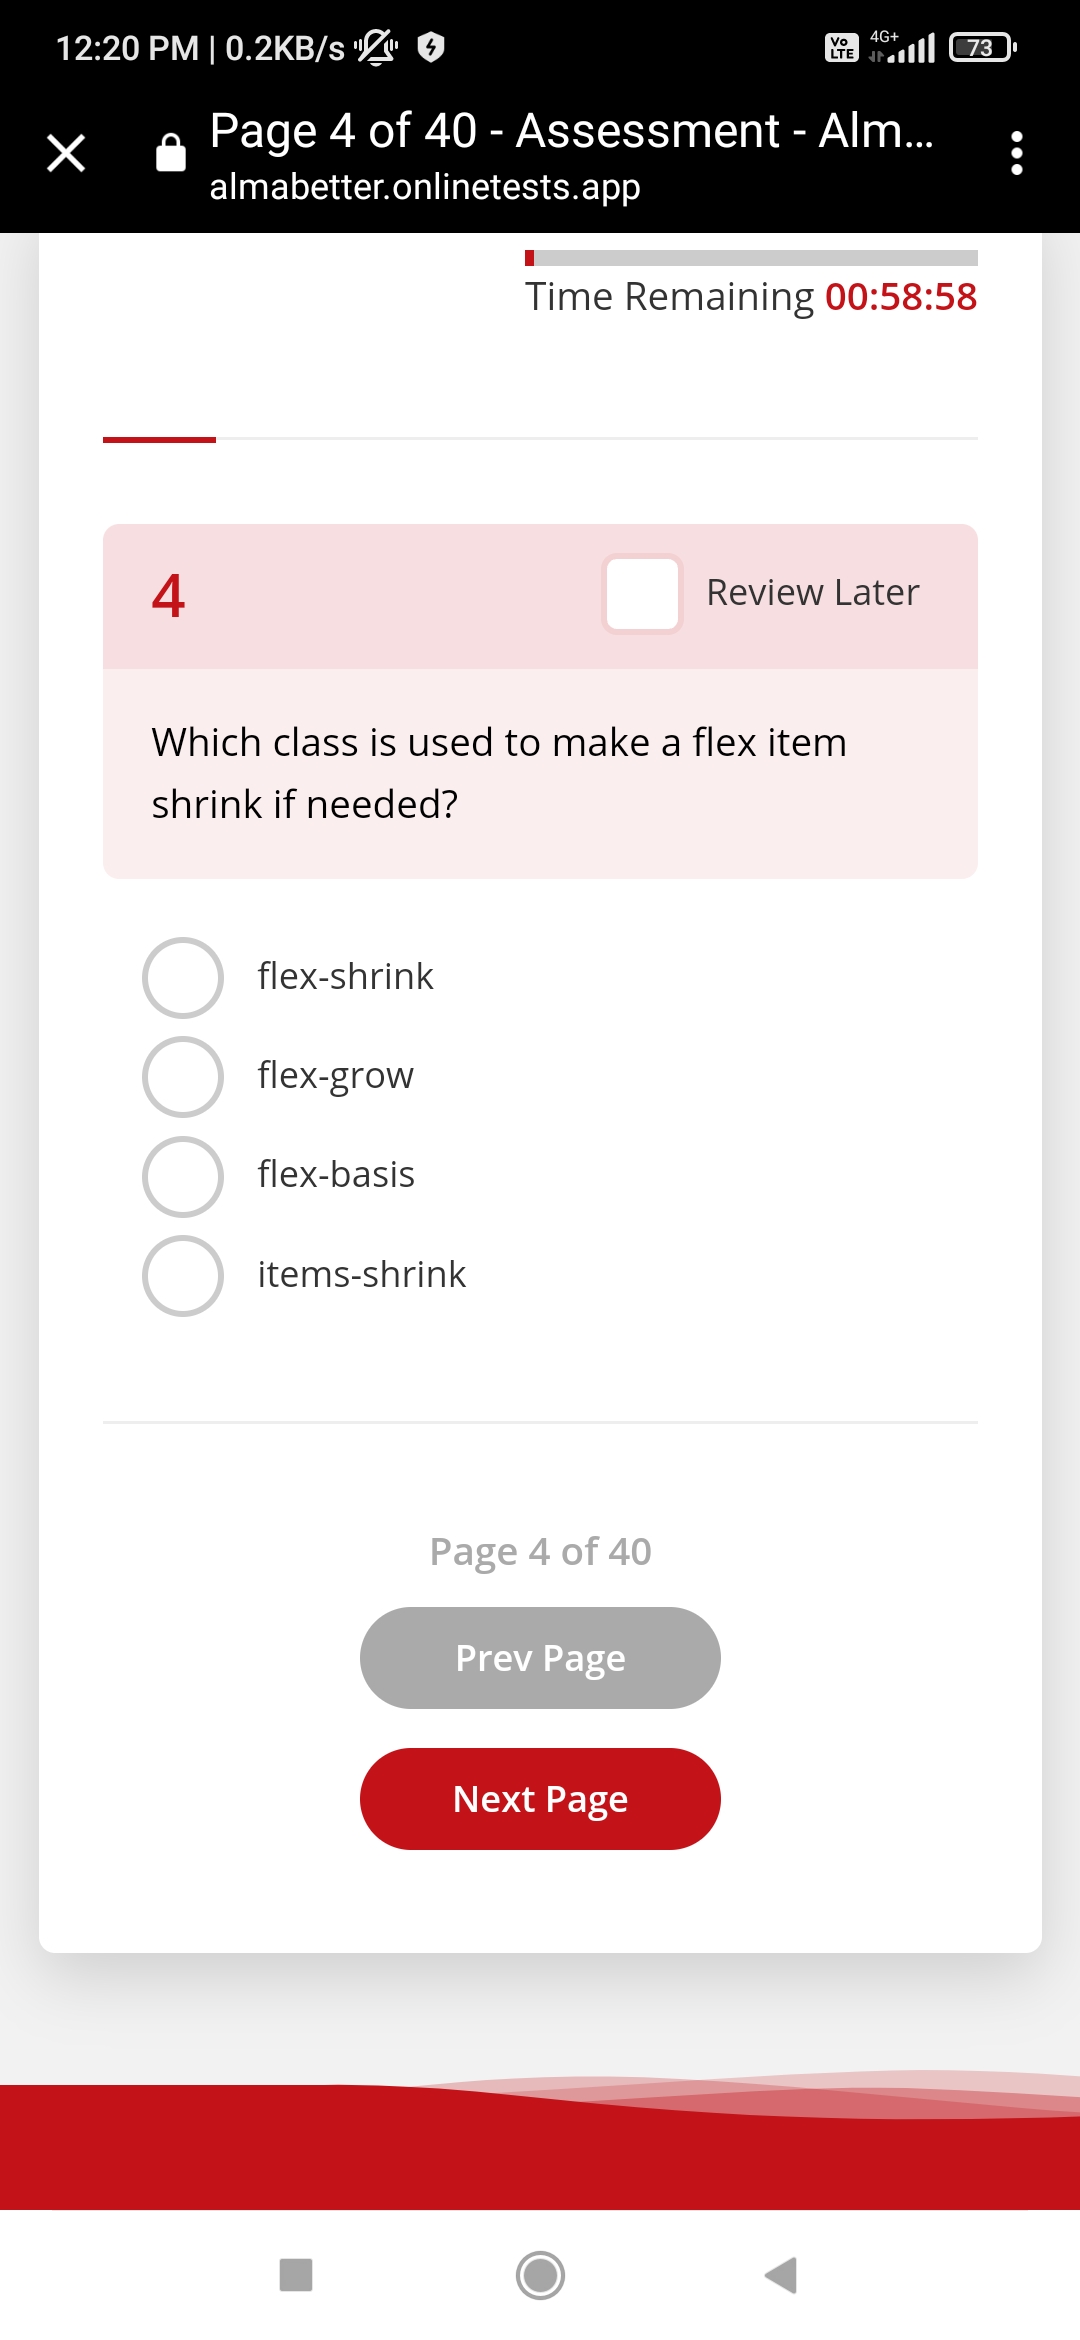 12:20 PM | 0.2KB/s
Vo LTE 4G+ 73
Page 4 of 40 - Assessment - Alm...
almabetter.onlinetests.app
Time Remaining 00:58:58
4 Review Later
Which class is used to make a flex item
shrink if needed?
flex-shrink
flex-grow
flex-basis
items-shrink
Page 4 of 40
Prev Page
Next Page